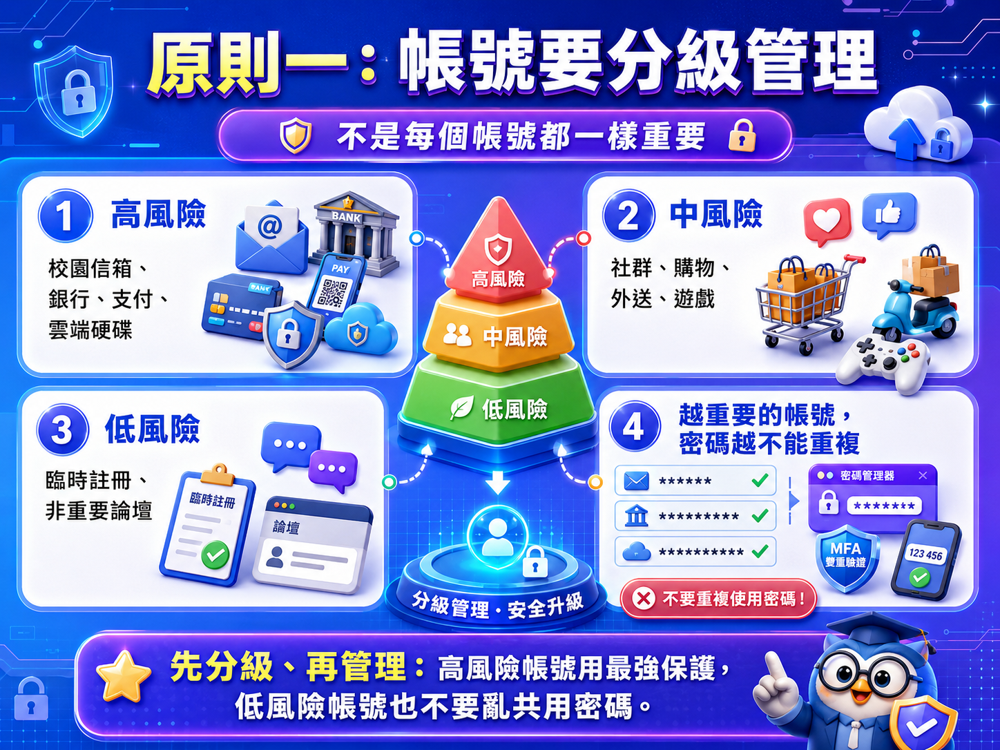 原則一：帳號要分級管理
不是每個帳號都一樣重要
1 高風險
校園信箱、
銀行、支付、
雲端硬碟
@
BANK
PAY
BANK
高風險
中風險
低風險
2 中風險
社群、購物、
外送、遊戲
3 低風險
臨時註冊、
非重要論壇
臨時註冊
論壇
分級管理·安全升級
4 越重要的帳號，
密碼越不能重複
******
*********
**********
密碼管理器
*******
MFA
雙重驗證
123 456
不要重複使用密碼！
先分級、再管理：高風險帳號用最強保護，
低風險帳號也不要亂共用密碼。